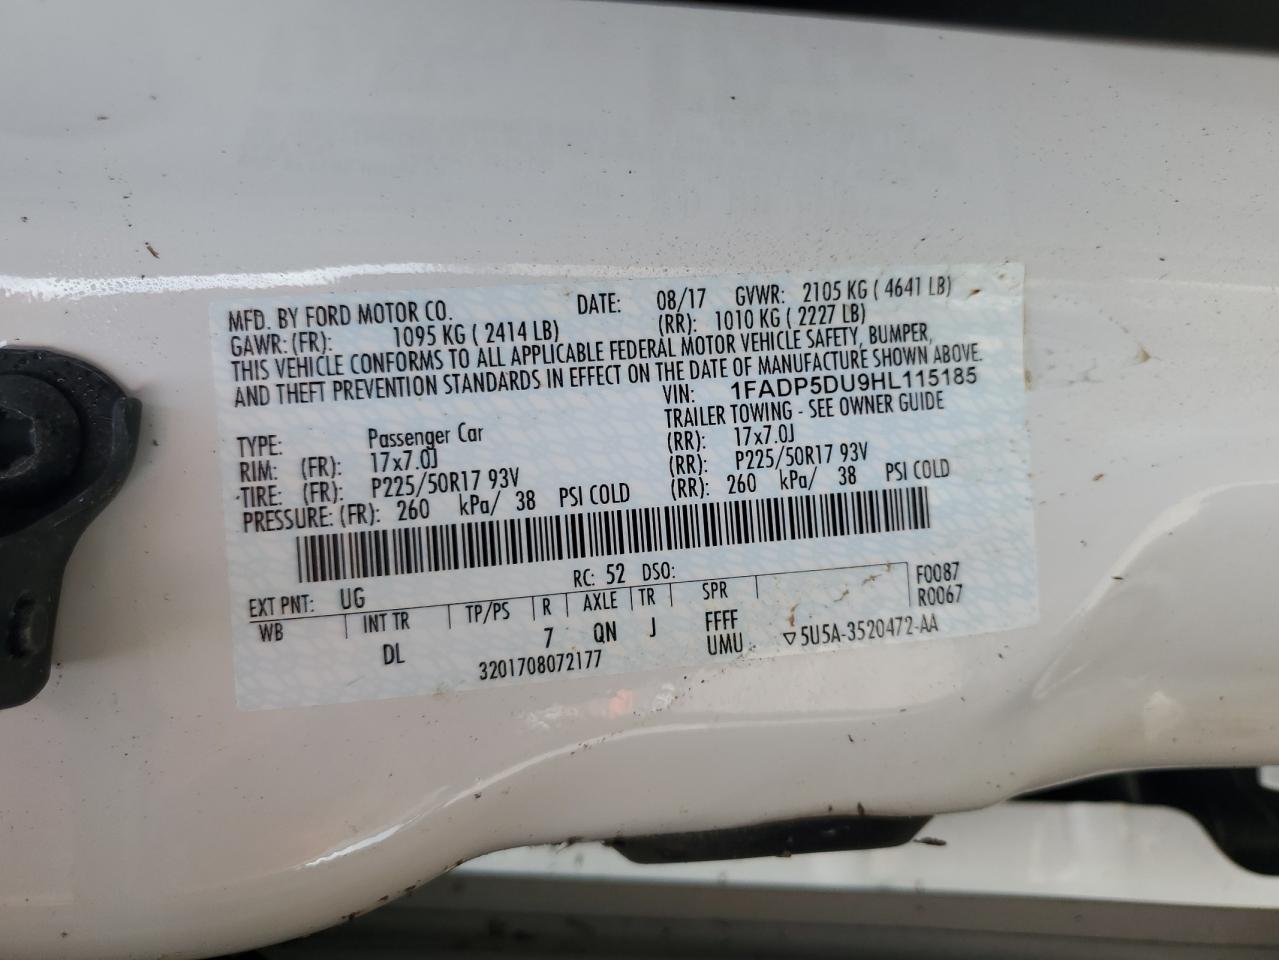 MFD. BY FORD MOTOR CO. DATE: 08/17 GVWR: 2105 KG ( 4641 LB)
GAWR: (FR): 1095 KG ( 2414 LB) (RR): 1010 KG ( 2227 LB)
THIS VEHICLE CONFORMS TO ALL APPLICABLE FEDERAL MOTOR VEHICLE SAFETY, BUMPER,
AND THEFT PREVENTION STANDARDS IN EFFECT ON THE DATE OF MANUFACTURE SHOWN ABOVE.
VIN: 1FADP5DU9HL115185
TRAILER TOWING - SEE OWNER GUIDE
TYPE: Passenger Car
RIM: (FR): 17x7.0J (RR): 17x7.0J
TIRE: (FR): P225/50R17 93V (RR): P225/50R17 93V
PRESSURE: (FR): 260 kPa/ 38 PSI COLD (RR): 260 kPa/ 38 PSI COLD
EXT PNT: UG RC: 52 DSO: F0087
WB INT TR TP/PS R AXLE TR SPR R0067
DL 7 QN J FFFF
UMU ▽5U5A-3520472-AA
3201708072177